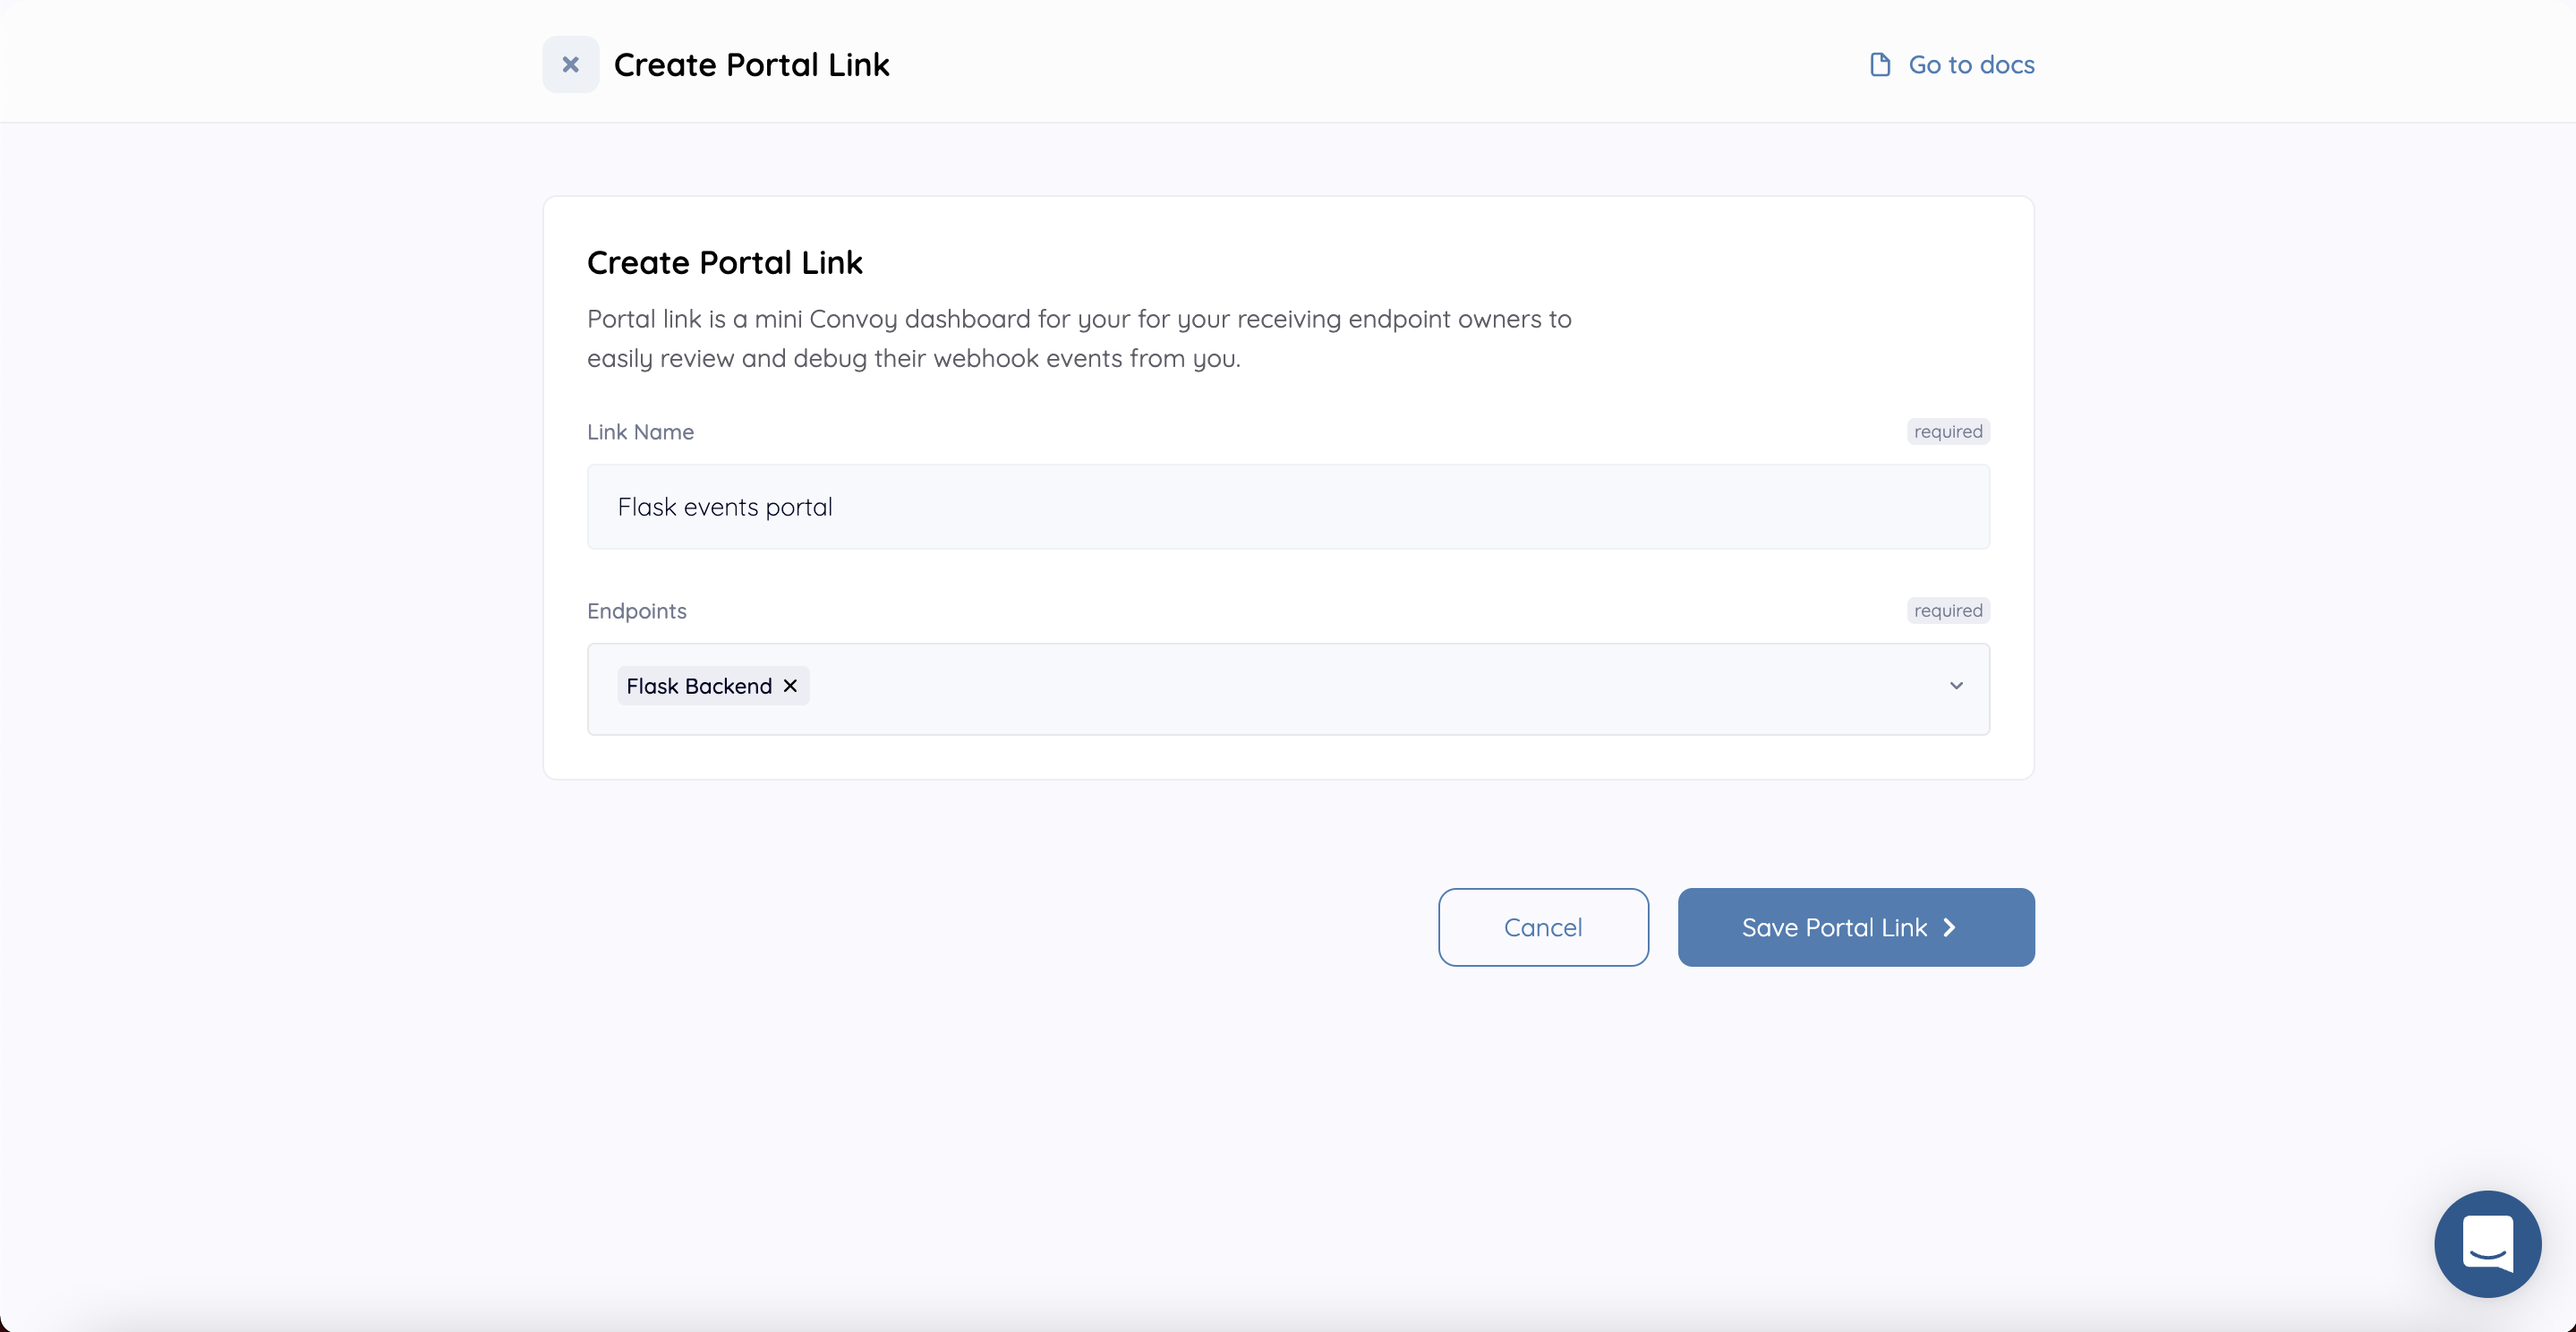 Create Portal Link
Go to docs
Create Portal Link
Portal link is a mini Convoy dashboard for your for your receiving endpoint owners to
easily review and debug their webhook events from you.
Link Name
required
Flask events portal
Endpoints
required
Flask Backend
Cancel
Save Portal Link